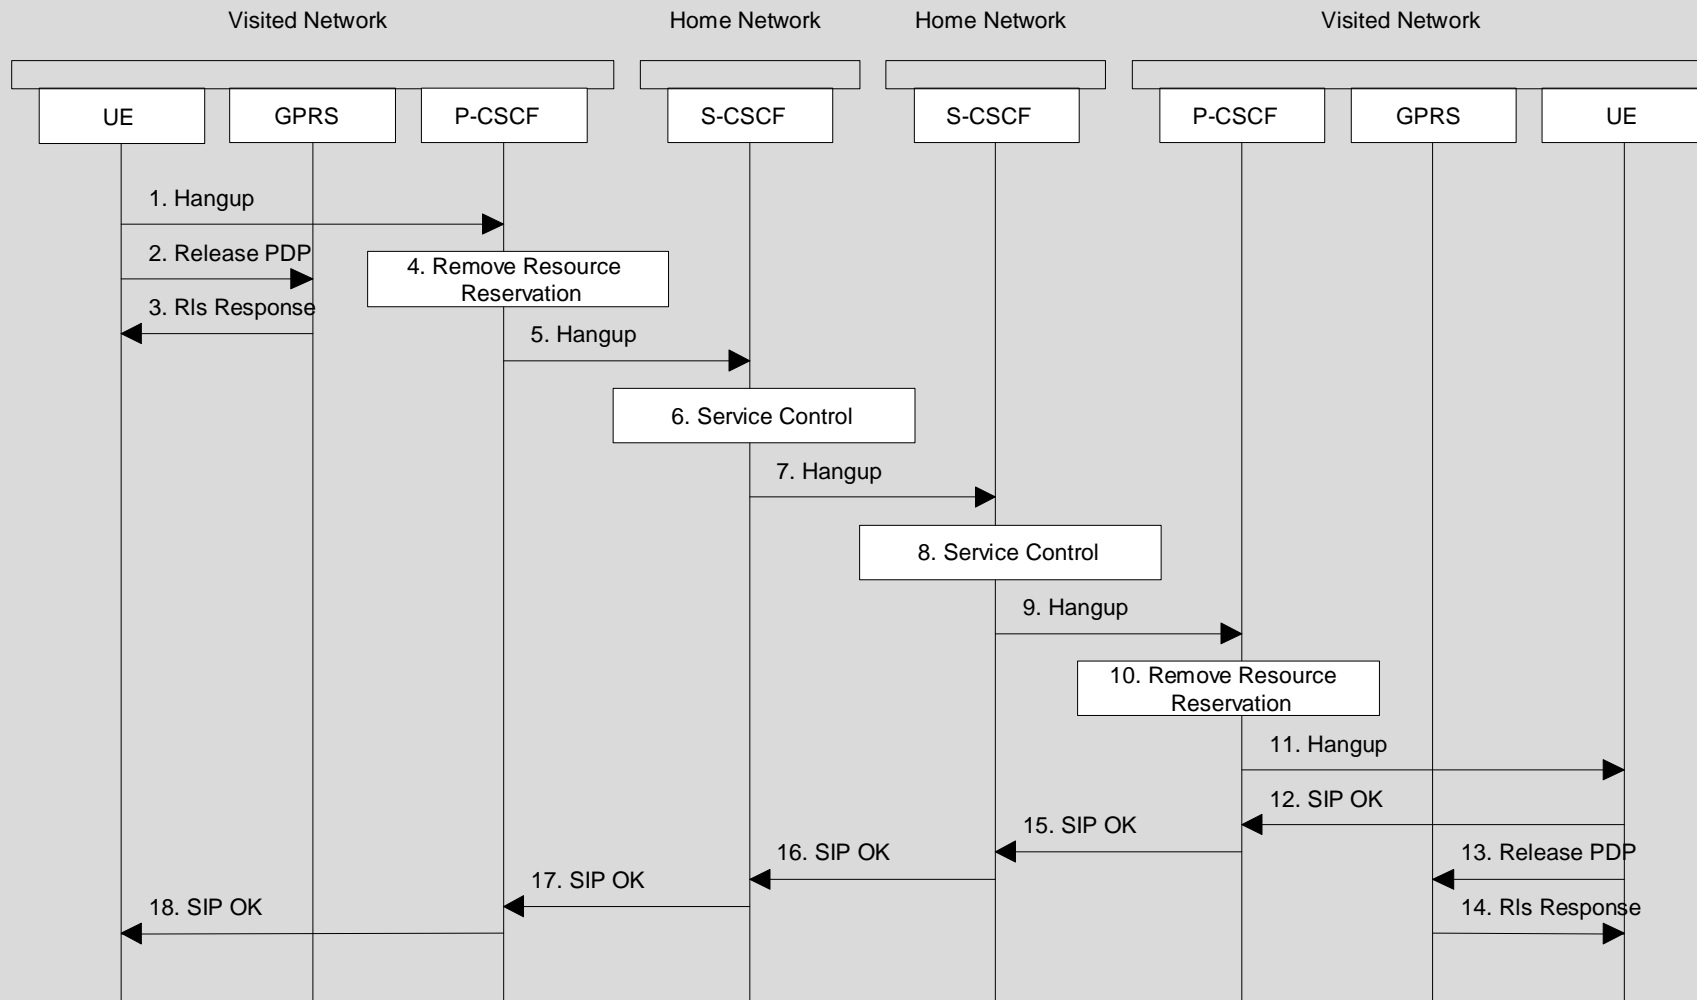 Visited Network
Home Network
Home Network
Visited Network
UE
GPRS
P-CSCF
S-CSCF
S-CSCF
P-CSCF
GPRS
UE
1. Hangup
2. Release PDP
3. Rls Response
4. Remove Resource
Reservation
5. Hangup
6. Service Control
7. Hangup
8. Service Control
9. Hangup
10. Remove Resource
Reservation
11. Hangup
12. SIP OK
13. Release PDP
14. Rls Response
15. SIP OK
16. SIP OK
17. SIP OK
18. SIP OK